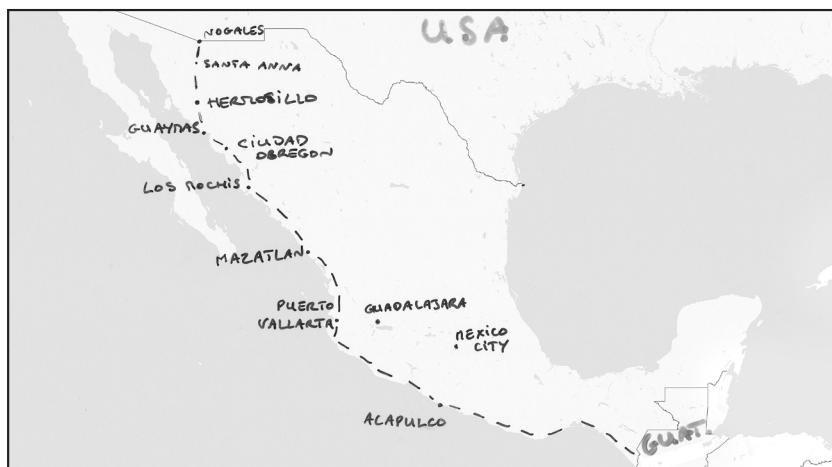 USA
NOGALES
SANTA ANNA
HERMOSILLO
GUAYMAS
CIUDAD
OBREGON
LOS MOCHIS
MAZATLAN
PUERTO
VALLARTA
GUADALAJARA
MEXICO
CITY
ACAPULCO
GUAT.